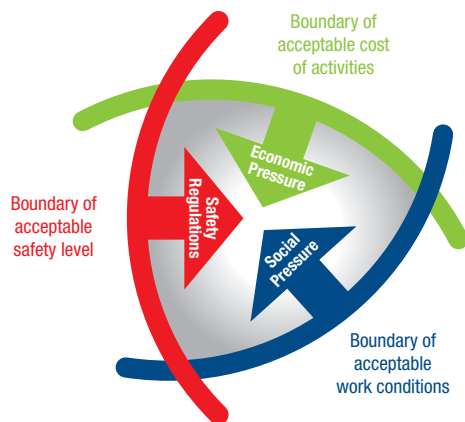 Boundary of
acceptable cost
of activities
Economic
Pressure
Safety
Regulations
Boundary of
acceptable
safety level
Social
Pressure
Boundary of
acceptable
work conditions